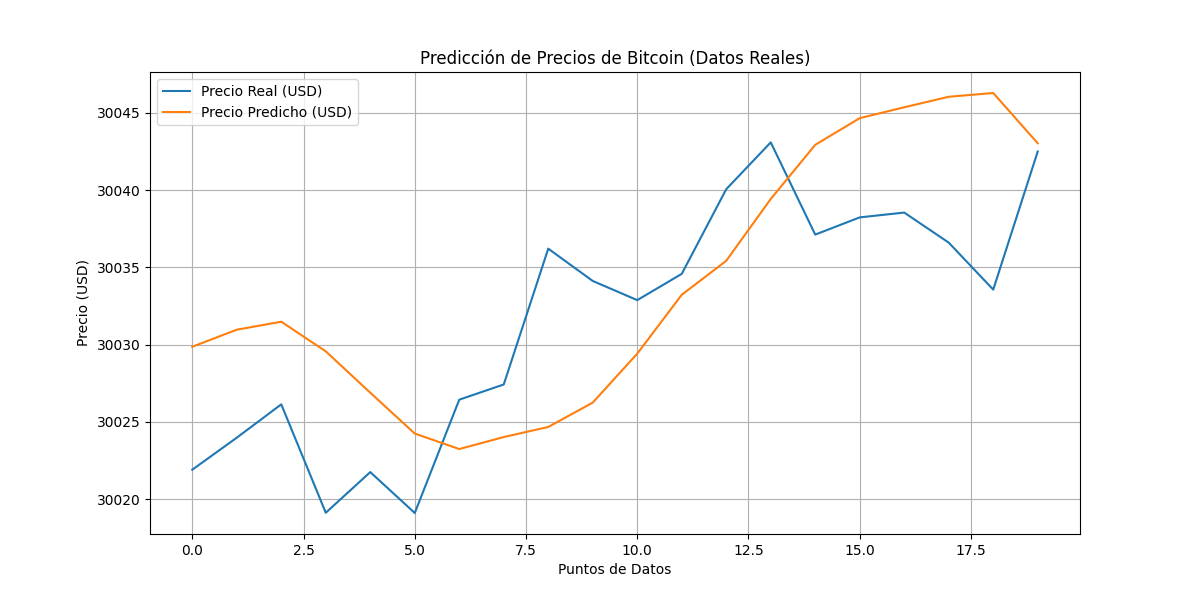 Predicción de Precios de Bitcoin (Datos Reales)
Precio Real (USD)
Precio Predicho (USD)
Precio (USD)
30045
30040
30035
30030
30025
30020
0.0 2.5 5.0 7.5 10.0 12.5 15.0 17.5
Puntos de Datos